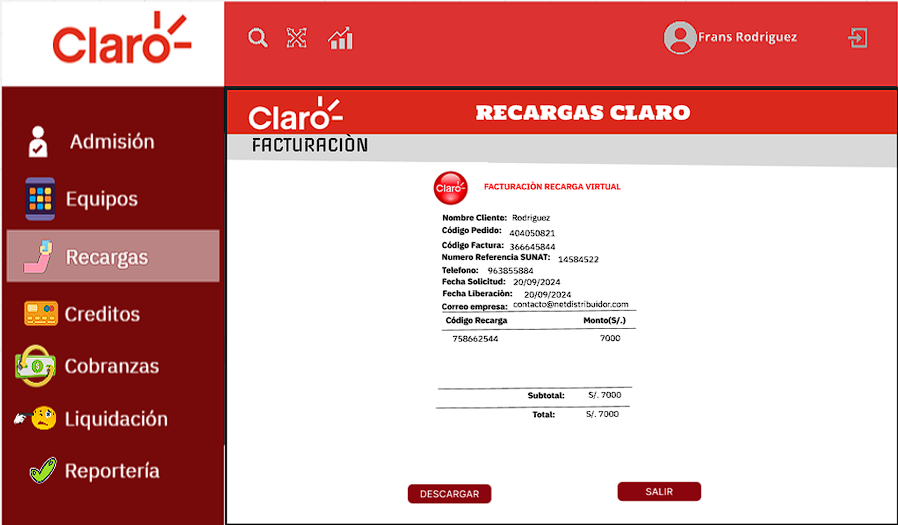 Claro
Frans Rodriguez
Admisión
Equipos
Recargas
Creditos
Cobranzas
Liquidación
Reportería
Claro
RECARGAS CLARO
FACTURACIÒN
Claro
FACTURACIÒN RECARGA VIRTUAL
Nombre Cliente: Rodriguez
Código Pedido: 404050821
Código Factura: 366645844
Numero Referencia SUNAT: 14584522
Telefono: 963855884
Fecha Solicitud: 20/09/2024
Fecha Liberaciòn: 20/09/2024
Correo empresa: contacto@netdistribuidor.com
Código Recarga Monto(S/.)
758662544 7000
Subtotal: S/. 7000
Total: S/. 7000
DESCARGAR SALIR